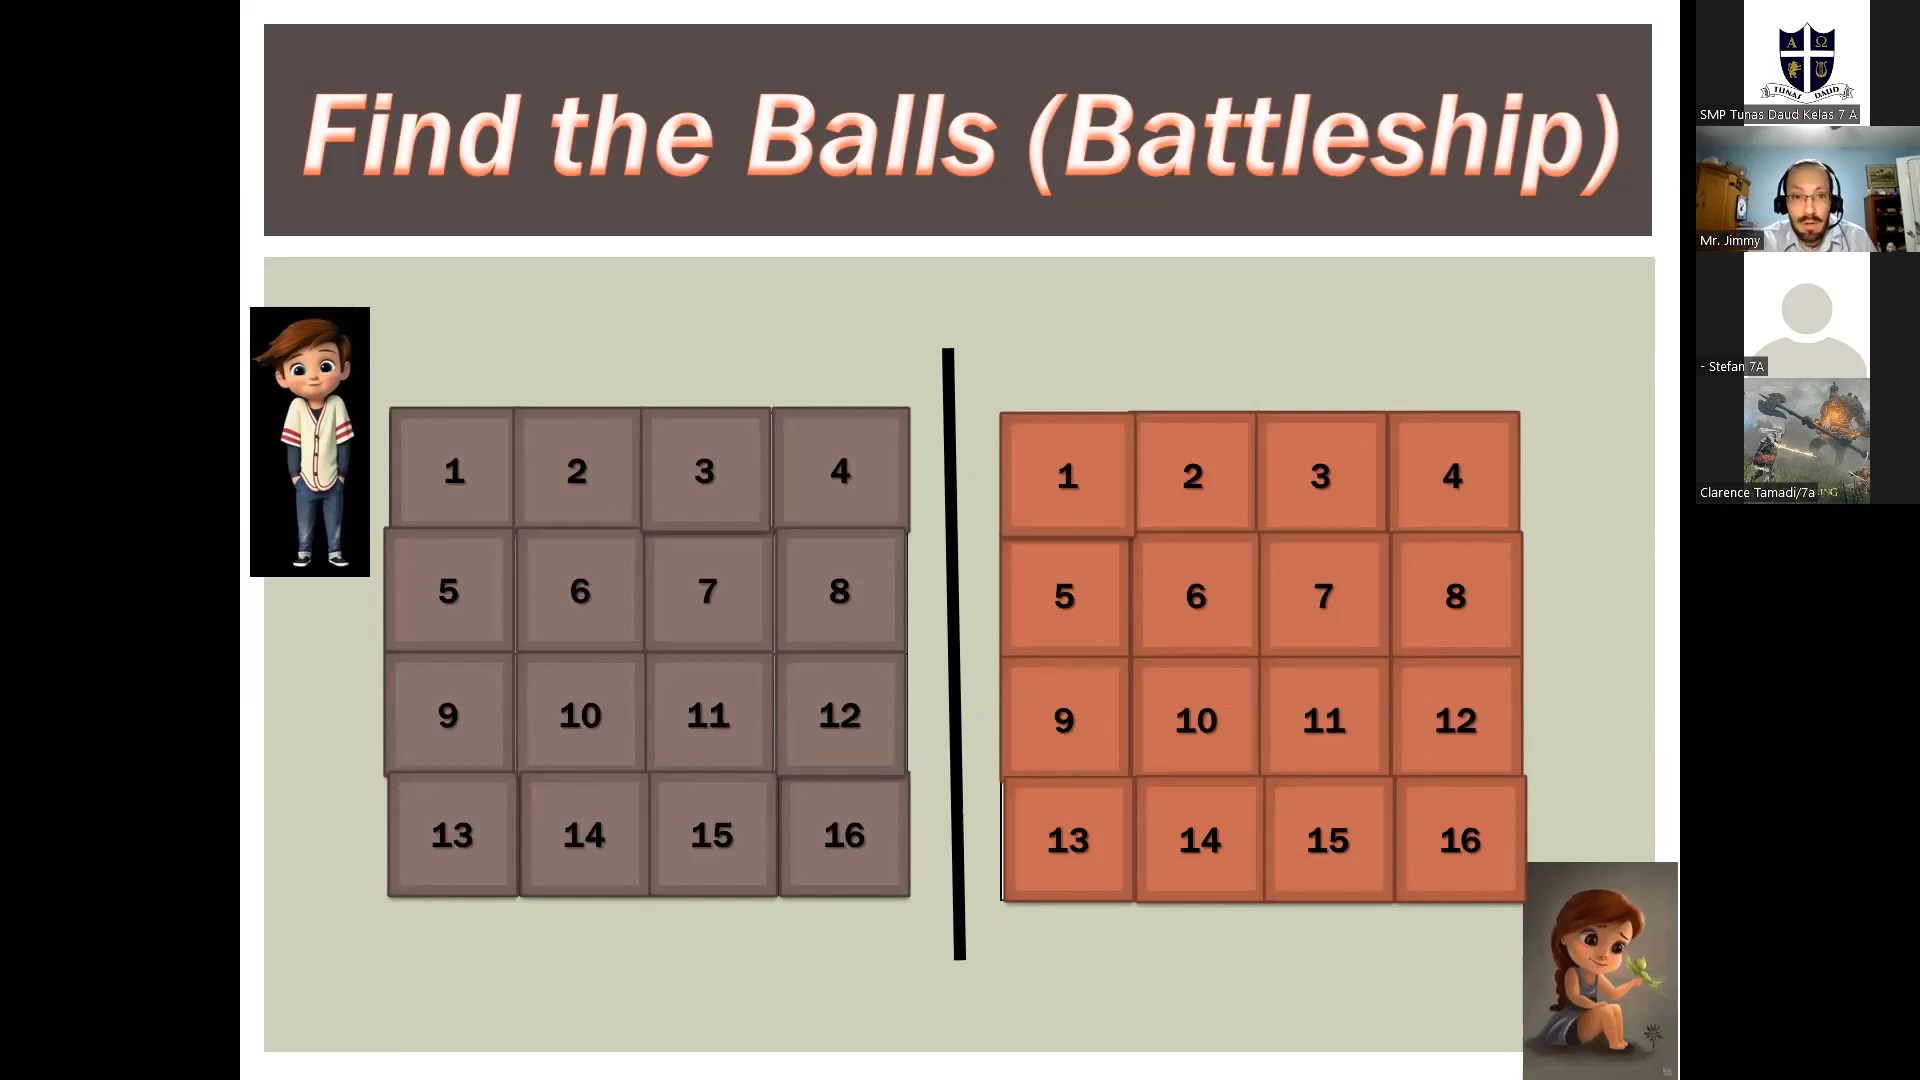 Find the Balls (Battleship)
1 2 3 4
5 6 7 8
9 10 11 12
13 14 15 16
1 2 3 4
5 6 7 8
9 10 11 12
13 14 15 16
Α Ω
TUNAS DAUD
SMP Tunas Daud Kelas 7 A
Mr. Jimmy
- Stefan 7A
Clarence Tamadi/7a